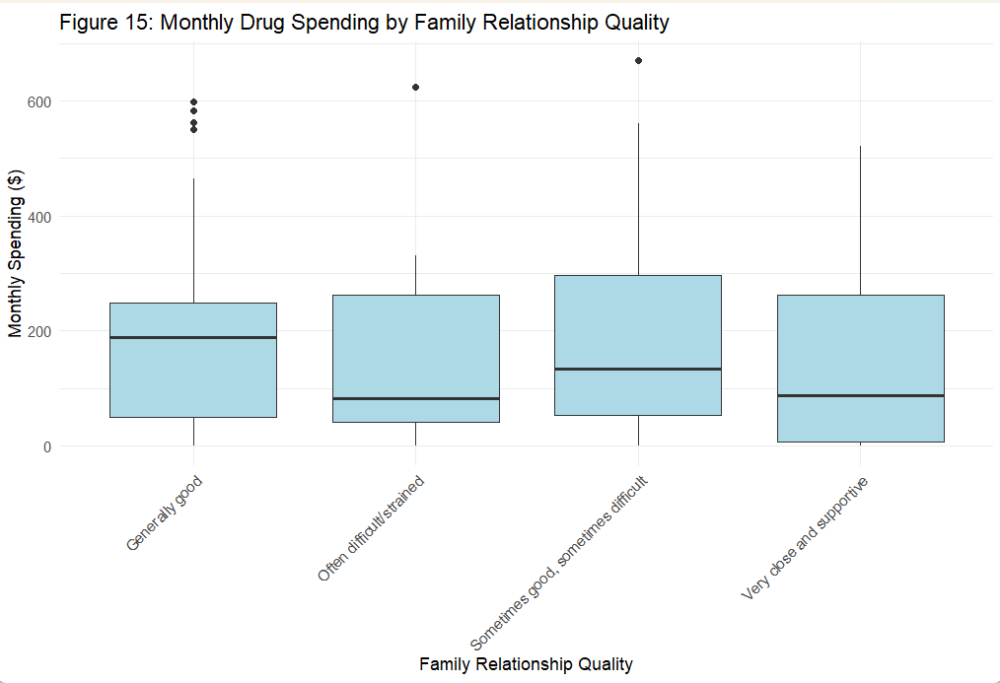 Figure 15: Monthly Drug Spending by Family Relationship Quality
Monthly Spending ($)
600
400
200
0
Generally good
Often difficult/strained
Sometimes good, sometimes difficult
Very close and supportive
Family Relationship Quality